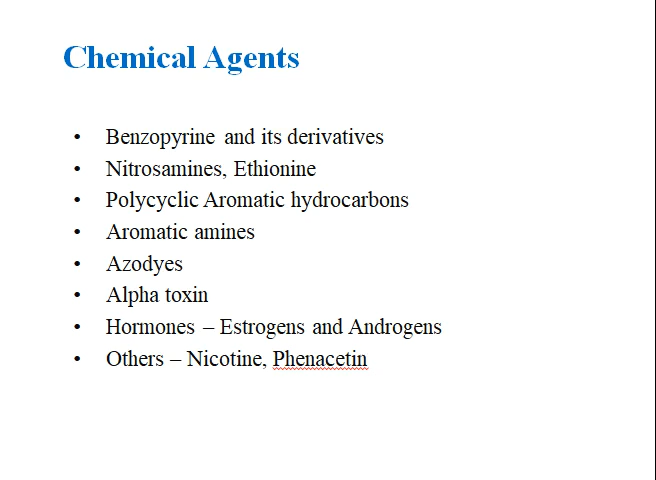 Chemical Agents
• Benzopyrine and its derivatives
• Nitrosamines, Ethionine
• Polycyclic Aromatic hydrocarbons
• Aromatic amines
• Azodyes
• Alpha toxin
• Hormones – Estrogens and Androgens
• Others – Nicotine, Phenacetin